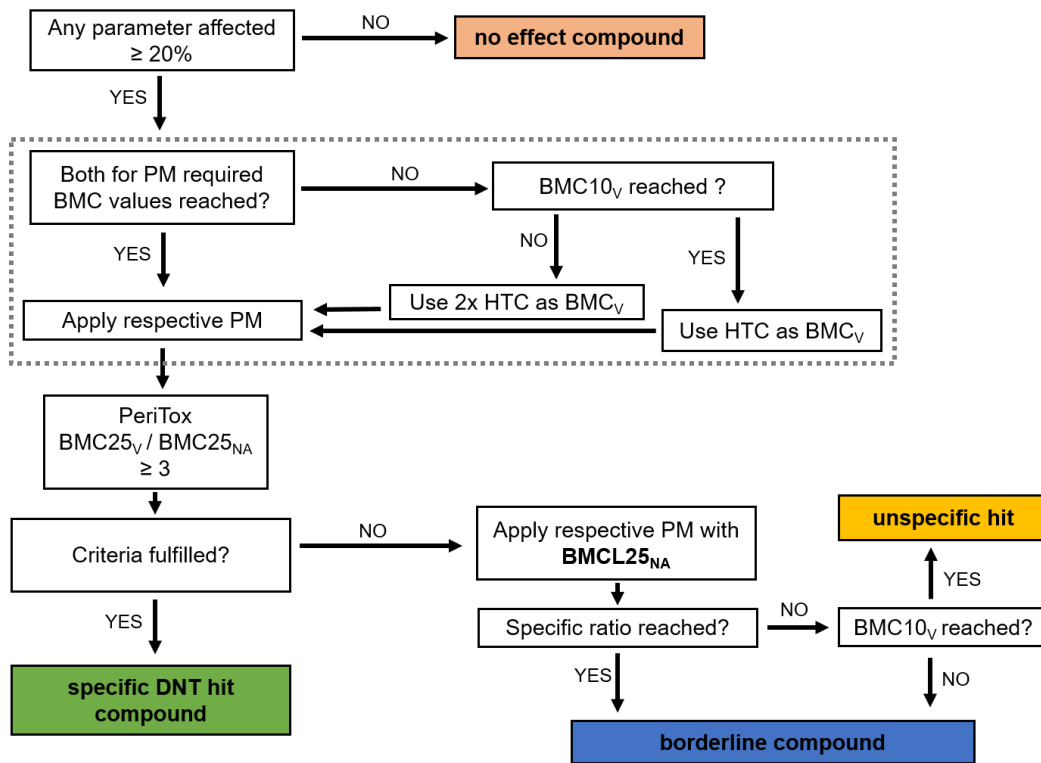 Any parameter affected
≥ 20%
NO
no effect compound
YES
Both for PM required
BMC values reached?
NO
BMC10V reached ?
YES
NO
YES
Apply respective PM
Use 2x HTC as BMCV
Use HTC as BMCV
PeriTox
BMC25V / BMC25NA
≥ 3
Criteria fulfilled?
NO
Apply respective PM with
BMCL25NA
unspecific hit
YES
YES
Specific ratio reached?
NO
BMC10V reached?
YES
NO
specific DNT hit
compound
borderline compound